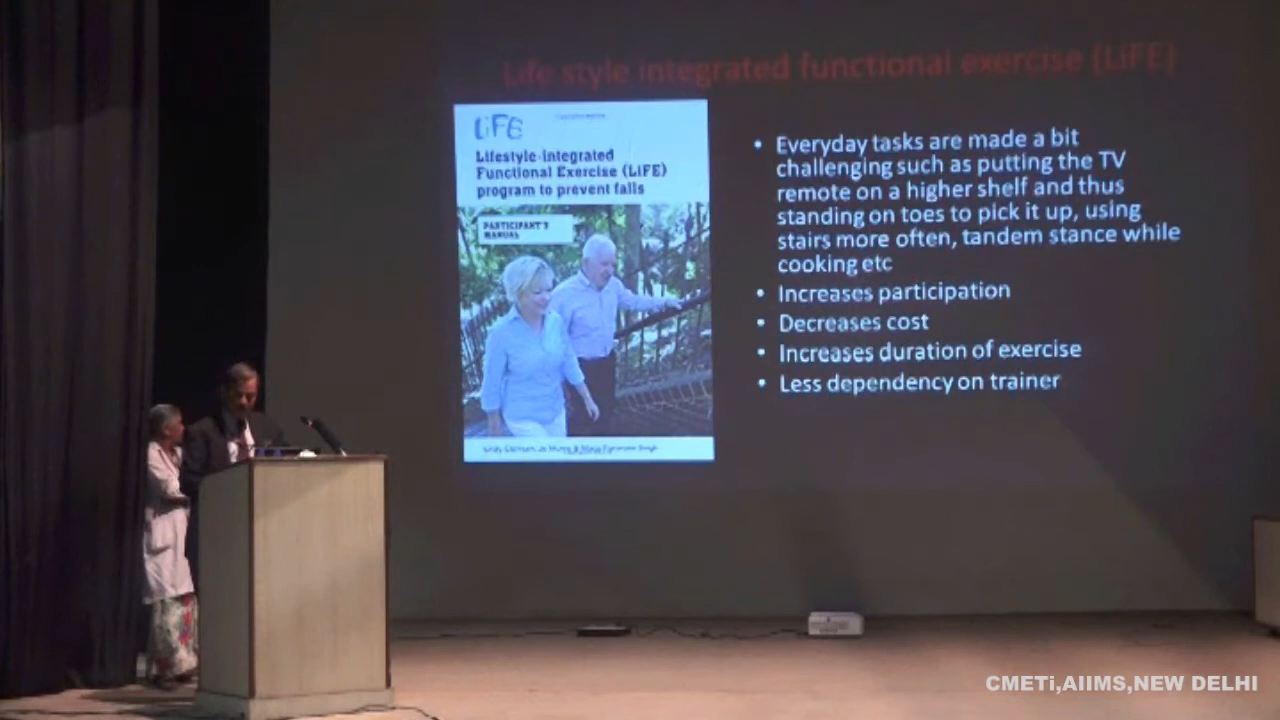 Life style integrated functional exercise (LiFE)
LiFE
Lifestyle-integrated
Functional Exercise (LiFE)
program to prevent falls
PARTICIPANT'S
MANUAL
• Everyday tasks are made a bit
challenging such as putting the TV
remote on a higher shelf and thus
standing on toes to pick it up, using
stairs more often, tandem stance while
cooking etc
• Increases participation
• Decreases cost
• Increases duration of exercise
• Less dependency on trainer
CMETi,AIIMS,NEW DELHI